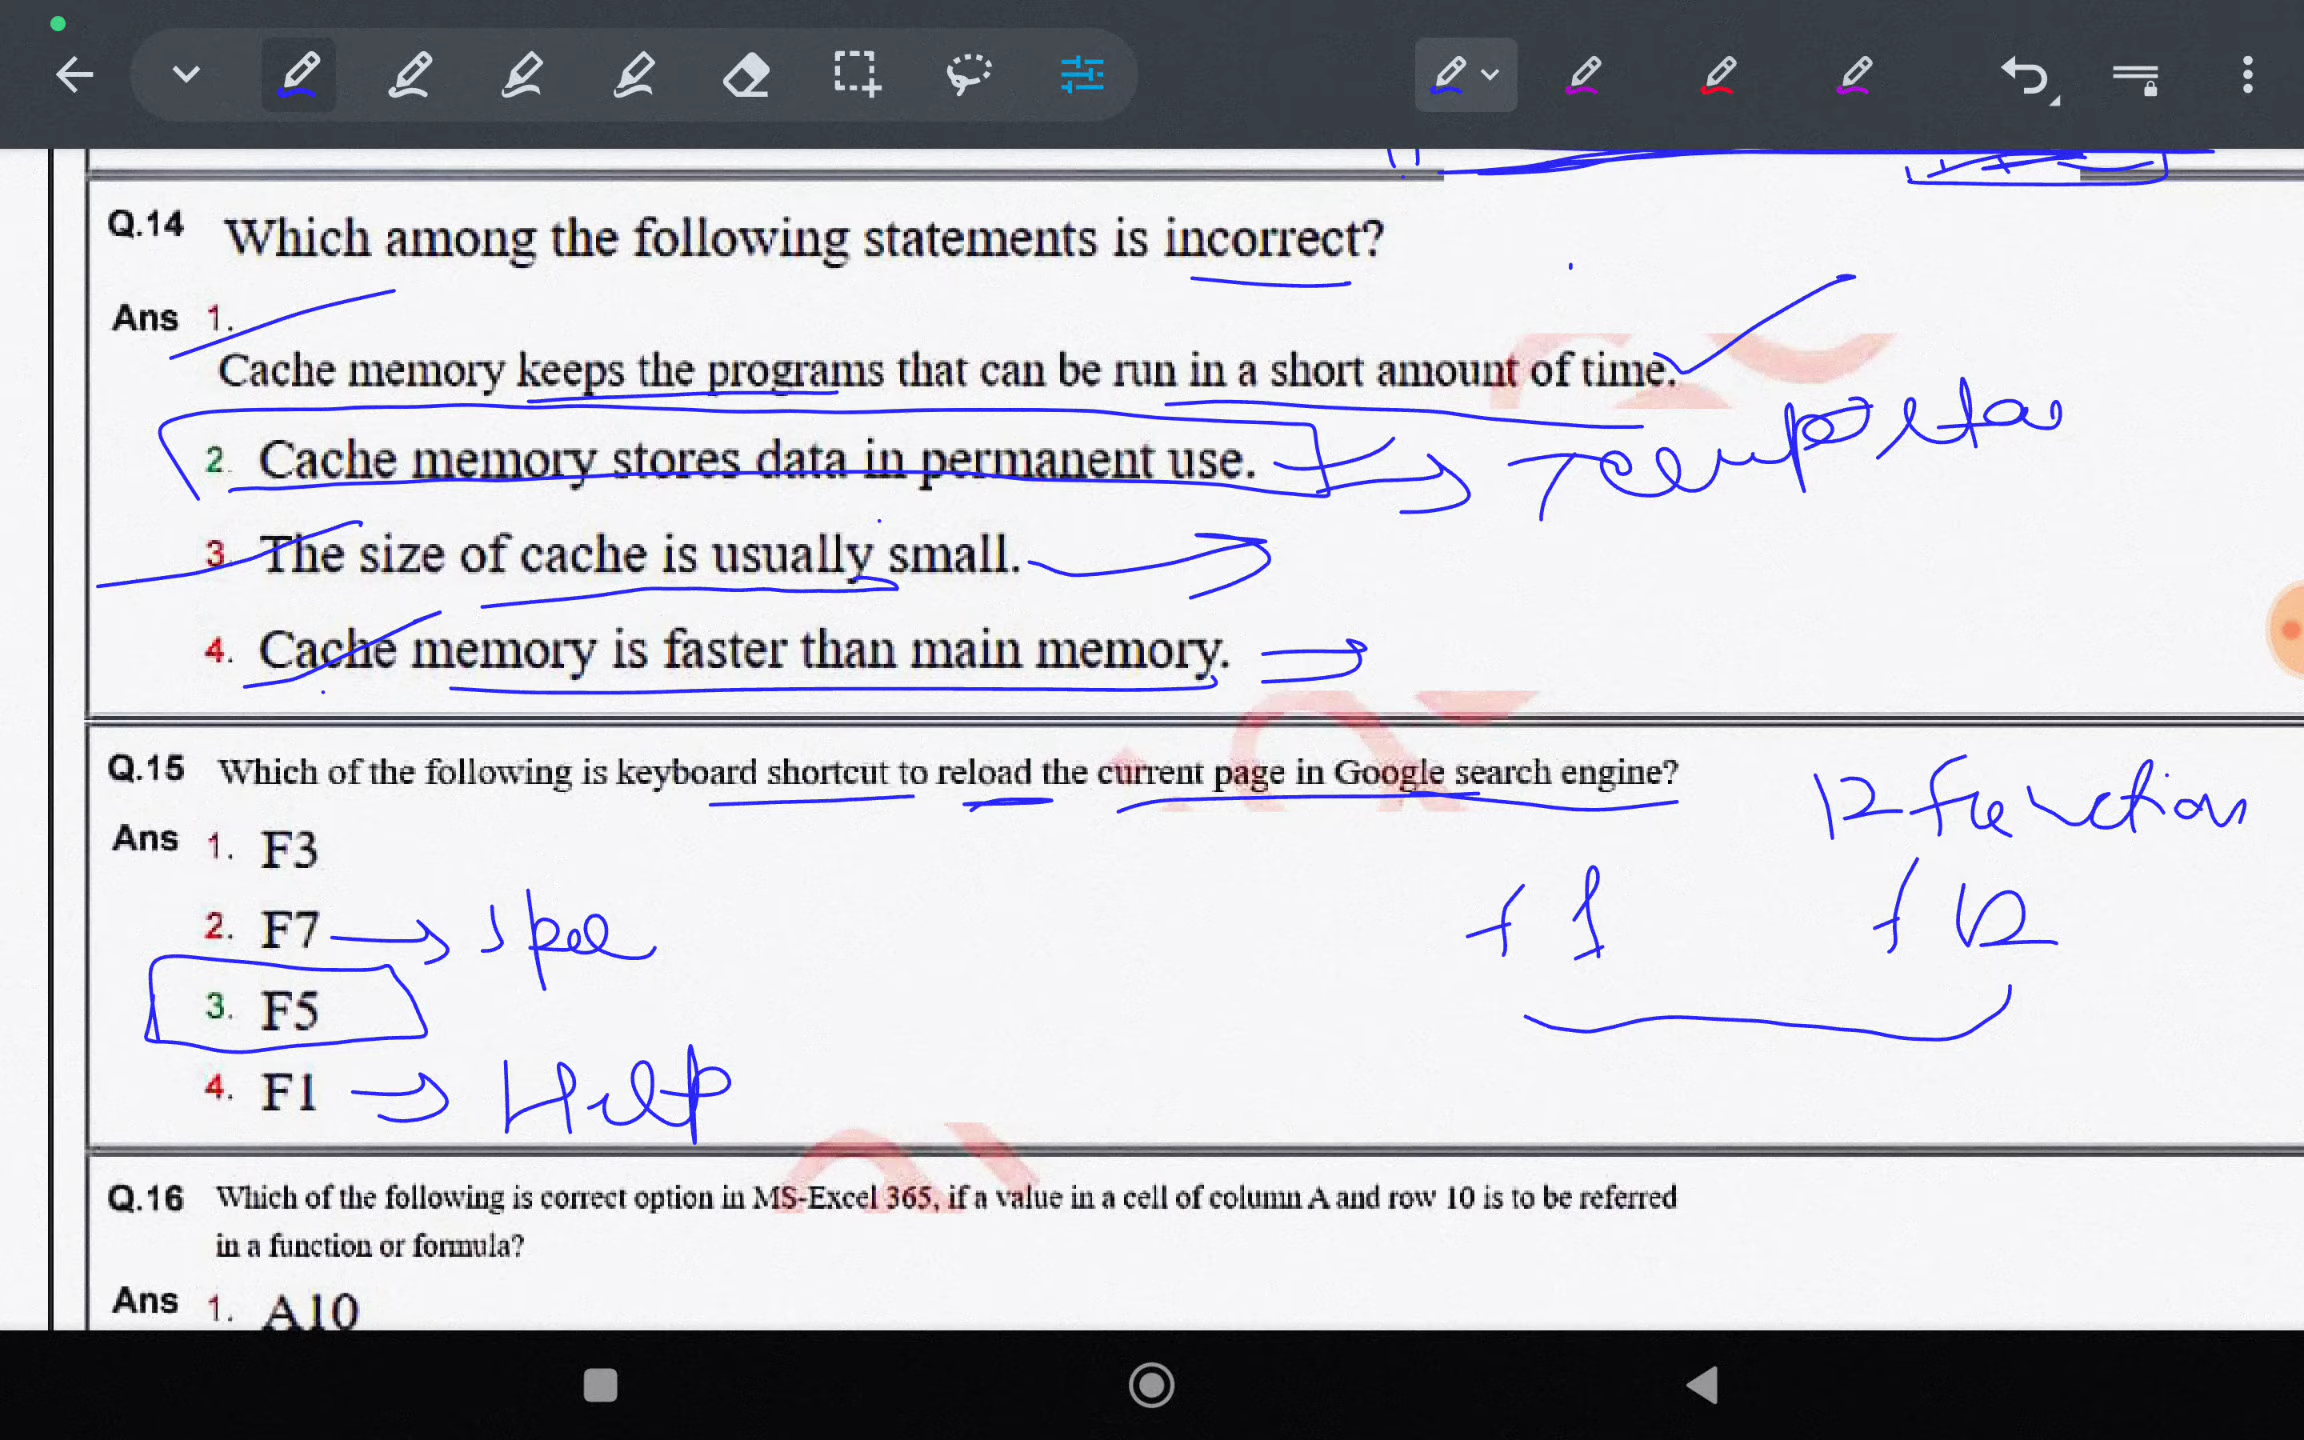 Q.14 Which among the following statements is incorrect?
Ans 1.
Cache memory keeps the programs that can be run in a short amount of time.
2. Cache memory stores data in permanent use.
3. The size of cache is usually small.
4. Cache memory is faster than main memory.
Q.15 Which of the following is keyboard shortcut to reload the current page in Google search engine?
12 Function
Ans 1. F3
f 1 f 12
2. F7
3. F5
4. F1 Help
Q.16 Which of the following is correct option in MS-Excel 365, if a value in a cell of column A and row 10 is to be referred
in a function or formula?
Ans 1. A10